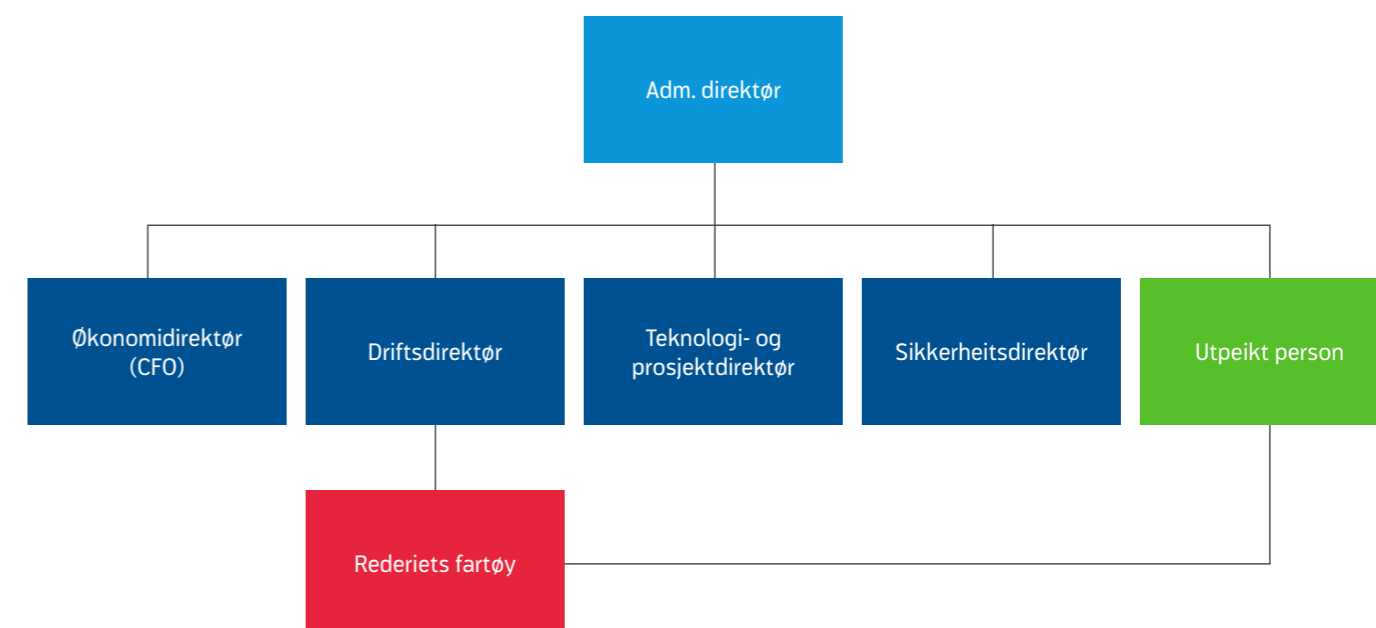 Adm. direktør
Økonomidirektør
(CFO)
Driftsdirektør
Teknologi- og
prosjektdirektør
Sikkerheitsdirektør
Utpeikt person
Rederiets fartøy